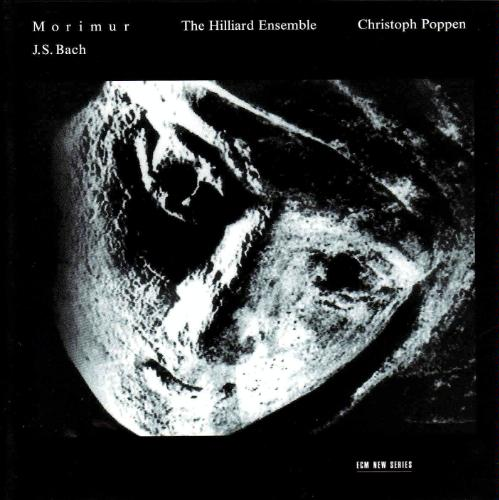 Morimur The Hilliard Ensemble Christoph Poppen
J.S. Bach
ECM NEW SERIES